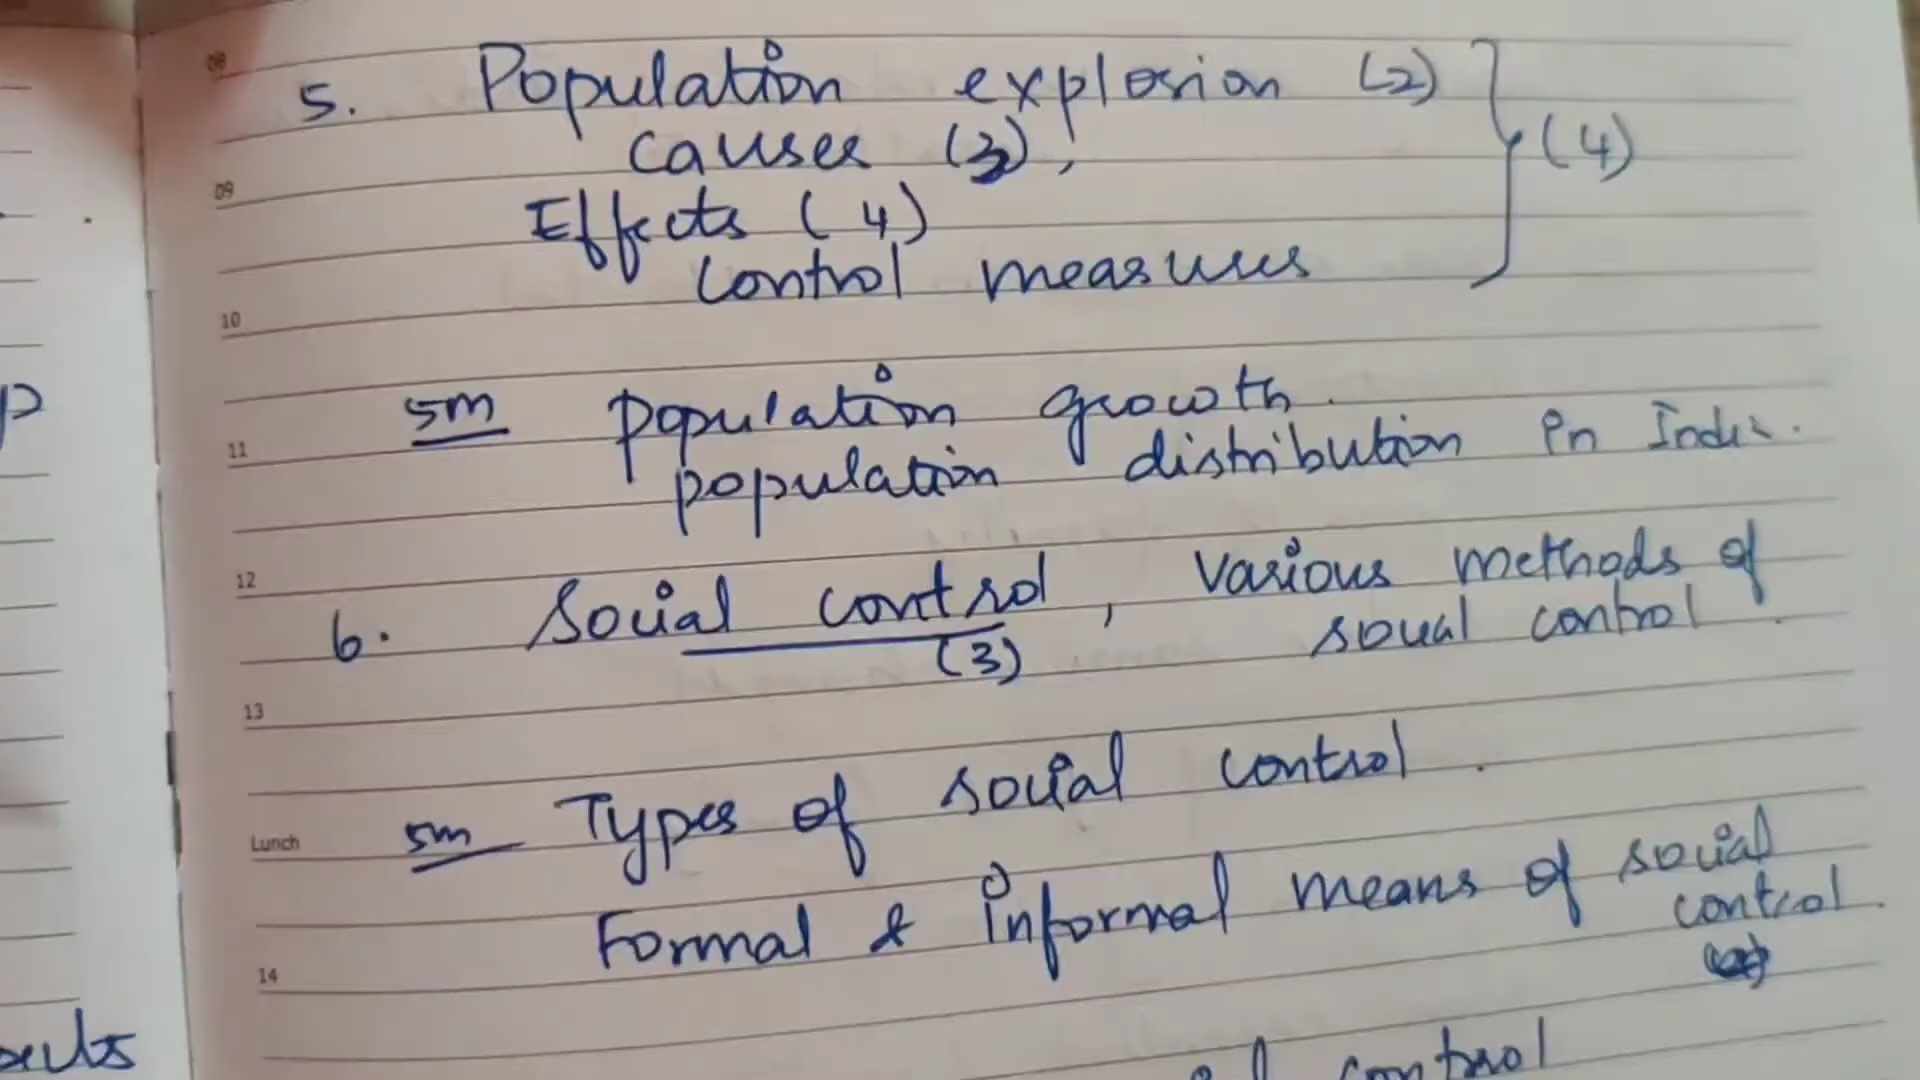 08
5. Population explosion (2)
causes (3),
(4)
09
Effects (4)
control measures
10
5m Population growth.
11
population distribution in India.
12
6. Social control, Various methods of
social control.
(3)
13
5m Types of social control.
Lunch
Formal & informal means of social
control.
14
control